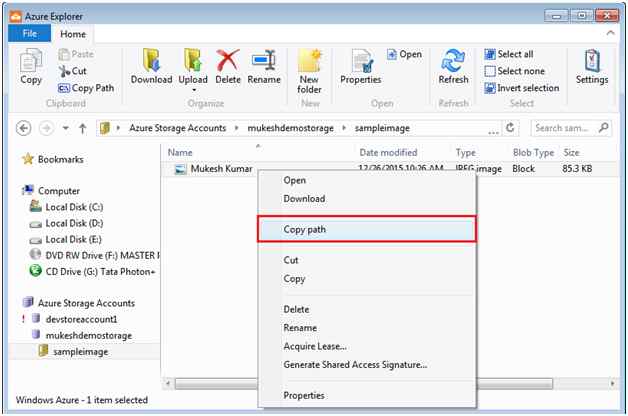 Azure Explorer
File Home
Copy
Paste
Cut
Copy Path
Clipboard
Download Upload Delete Rename
Organize
New folder
New
Properties
Open
Open
Refresh
Refresh
Select all
Select none
Invert selection
Select
Settings
Azure Storage Accounts mukeshdemostorage sampleimage ... Search sam...
Bookmarks
Computer
Local Disk (C:)
Local Disk (D:)
Local Disk (E:)
DVD RW Drive (F:) MASTER
CD Drive (G:) Tata Photon+
Azure Storage Accounts
! devstoreaccount1
mukeshdemostorage
sampleimage
Name Date modified Type Blob Type Size
Mukesh Kumar 12/26/2015 10:26 AM JPEG image Block 85.3 KB
Open
Download
Copy path
Cut
Copy
Delete
Rename
Acquire Lease...
Generate Shared Access Signature...
Properties
Windows Azure - 1 item selected